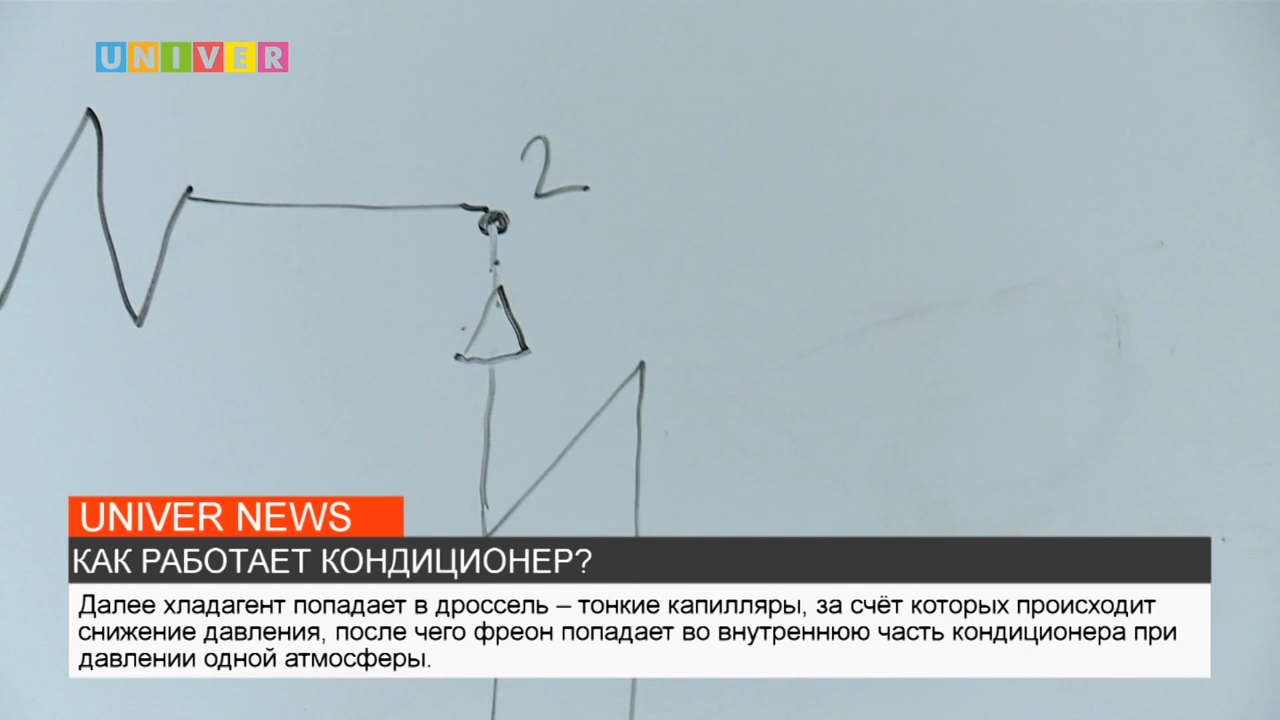 UNIVER
2
UNIVER NEWS
КАК РАБОТАЕТ КОНДИЦИОНЕР?
Далее хладагент попадает в дроссель – тонкие капилляры, за счёт которых происходит
снижение давления, после чего фреон попадает во внутреннюю часть кондиционера при
давлении одной атмосферы.